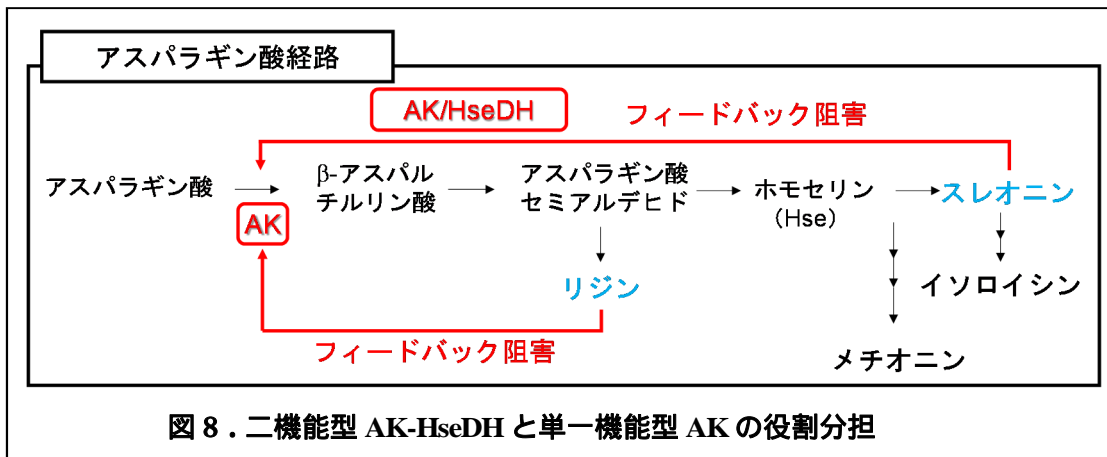 アスパラギン酸経路
AK/HseDH
フィードバック阻害
アスパラギン酸
β-アスパル
チルリン酸
アスパラギン酸
セミアルデヒド
ホモセリン
（Hse）
スレオニン
AK
リジン
イソロイシン
フィードバック阻害
メチオニン
図８．二機能型 AK-HseDH と単一機能型 AK の役割分担